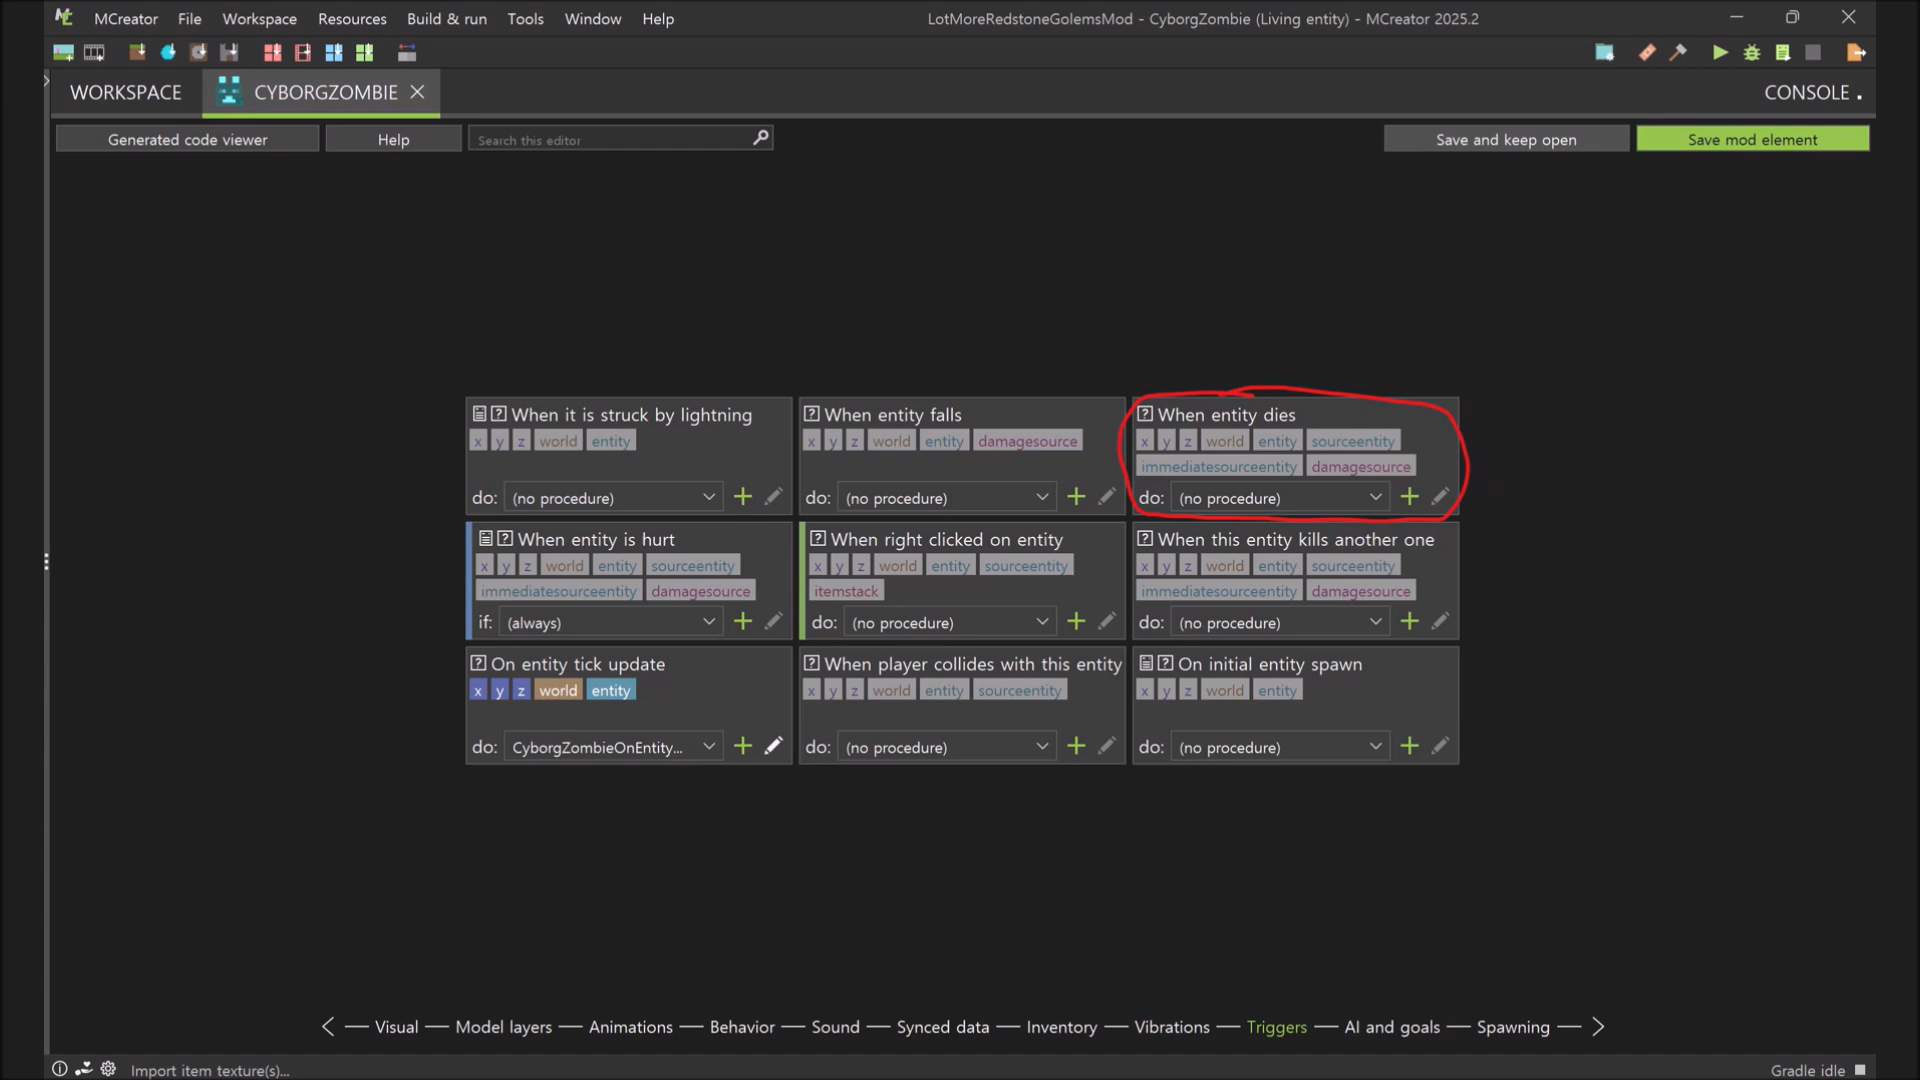 MCreator File Workspace Resources Build & run Tools Window Help LotMoreRedstoneGolemsMod - CyborgZombie (Living entity) - MCreator 2025.2
WORKSPACE CYBORGZOMBIE CONSOLE .
Generated code viewer Help Search this editor Save and keep open Save mod element
When it is struck by lightning
x y z world entity
do: (no procedure)
When entity falls
x y z world entity damagesource
do: (no procedure)
When entity dies
x y z world entity sourceentity
immediatesourceentity damagesource
do: (no procedure)
When entity is hurt
x y z world entity sourceentity
immediatesourceentity damagesource
if: (always)
When right clicked on entity
x y z world entity sourceentity
itemstack
do: (no procedure)
When this entity kills another one
x y z world entity sourceentity
immediatesourceentity damagesource
do: (no procedure)
On entity tick update
x y z world entity
do: CyborgZombieOnEntity...
When player collides with this entity
x y z world entity sourceentity
do: (no procedure)
On initial entity spawn
x y z world entity
do: (no procedure)
Visual Model layers Animations Behavior Sound Synced data Inventory Vibrations Triggers AI and goals Spawning
Import item texture(s)... Gradle idle